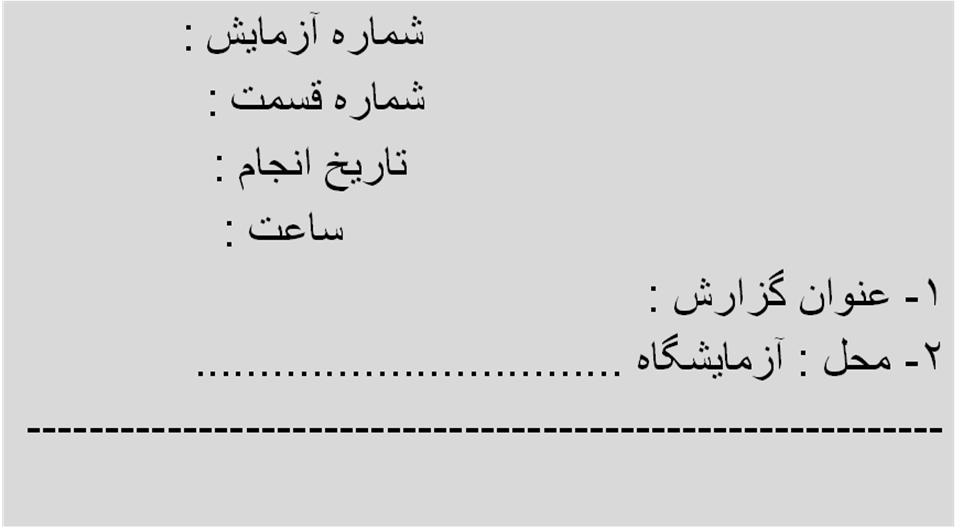 شماره آزمایش :
شماره قسمت :
تاریخ انجام :
ساعت :
۱- عنوان گزارش :
۲- محل : آزمایشگاه ................................
------------------------------------------------------------